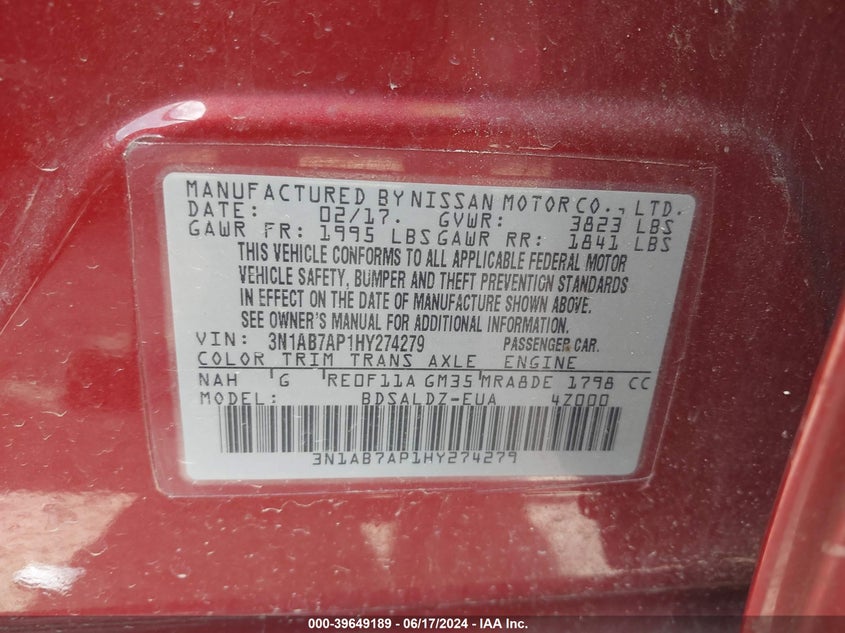 MANUFACTURED BY NISSAN MOTOR CO., LTD.
DATE: 02/17. GVWR: 3823 LBS
GAWR FR: 1995 LBS GAWR RR: 1841 LBS
THIS VEHICLE CONFORMS TO ALL APPLICABLE FEDERAL MOTOR
VEHICLE SAFETY, BUMPER AND THEFT PREVENTION STANDARDS
IN EFFECT ON THE DATE OF MANUFACTURE SHOWN ABOVE.
SEE OWNER'S MANUAL FOR ADDITIONAL INFORMATION.
VIN: 3N1AB7AP1HY274279 PASSENGER CAR.
COLOR TRIM TRANS AXLE ENGINE
NAH G RE0F11A GM35 MRA8DE 1798 CC
MODEL: BDSALDZ-EUA 4Z000
3N1AB7AP1HY274279
000-39649189 - 06/17/2024 - IAA Inc.